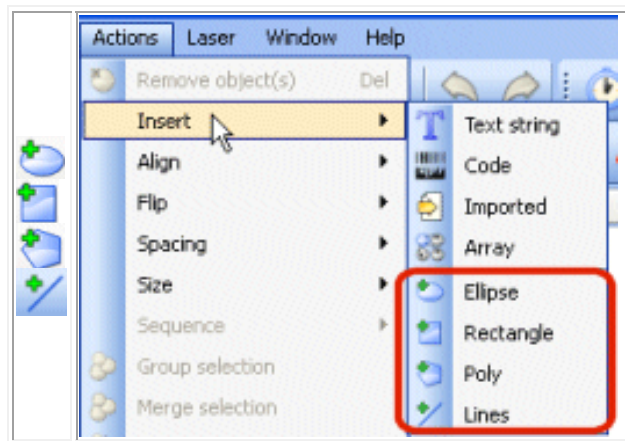 Actions Laser Window Help
Remove object(s) Del
Insert
Align
Flip
Spacing
Size
Sequence
Group selection
Merge selection
Text string
Code
Imported
Array
Ellipse
Rectangle
Poly
Lines